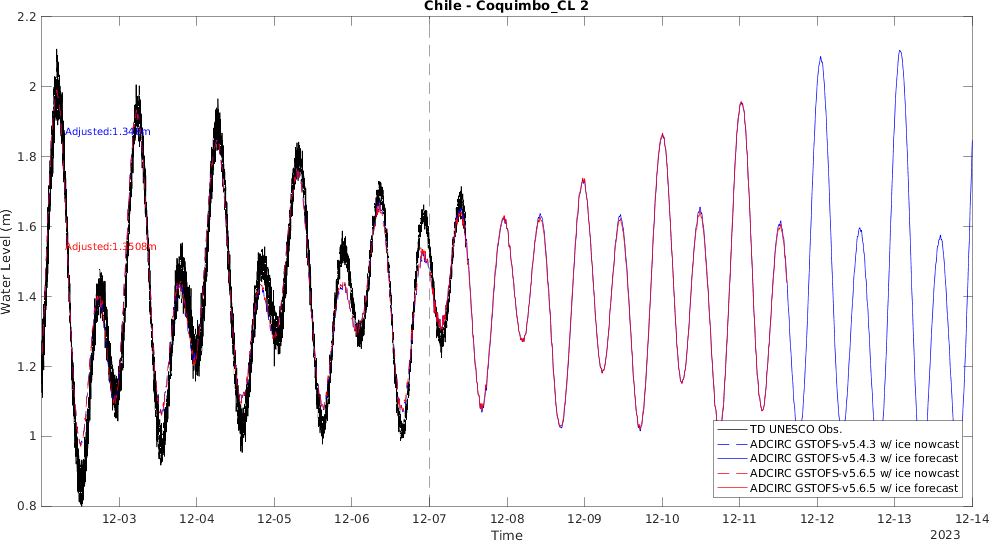 Chile - Coquimbo_CL 2
2.2
2
1.8
1.6
1.4
1.2
1
0.8
Water Level (m)
Adjusted:1.3508m
TD UNESCO Obs.
ADCIRC GSTOFS-v5.4.3 w/ ice nowcast
ADCIRC GSTOFS-v5.4.3 w/ ice forecast
ADCIRC GSTOFS-v5.6.5 w/ ice nowcast
ADCIRC GSTOFS-v5.6.5 w/ ice forecast
12-03 12-04 12-05 12-06 12-07 12-08 12-09 12-10 12-11 12-12 12-13 12-14
Time
2023